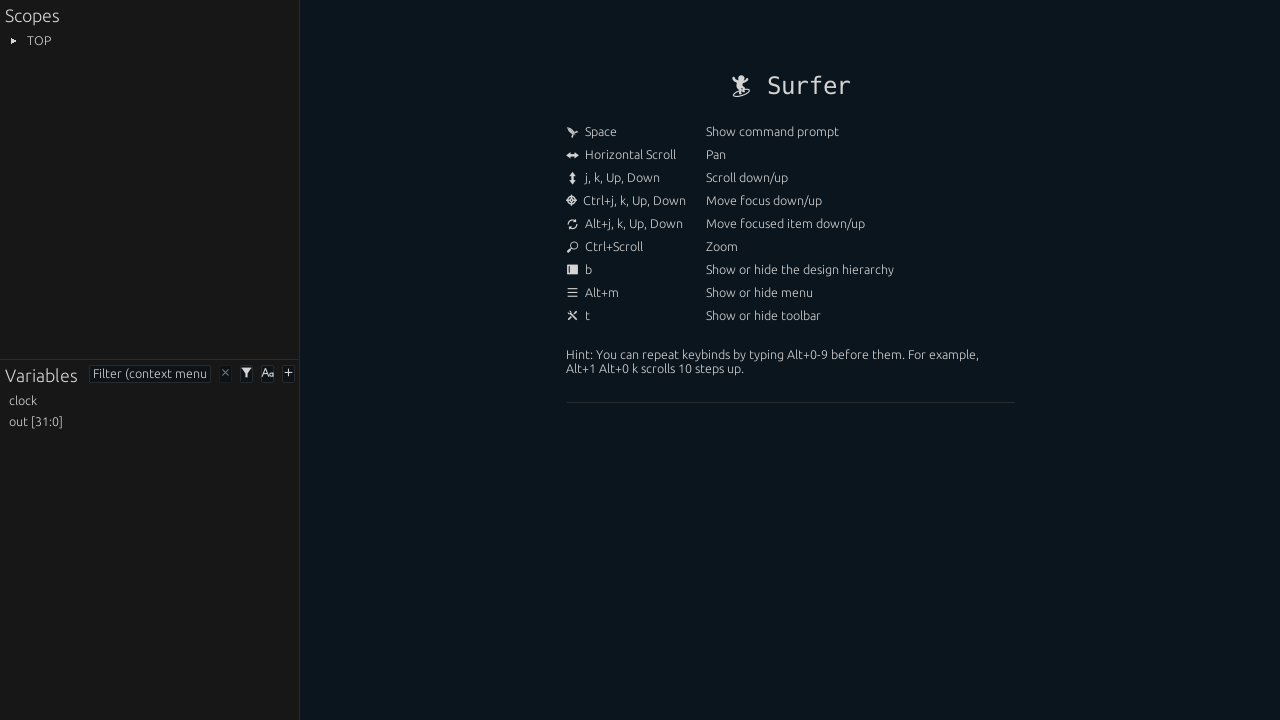 Scopes
TOP
Surfer
Space Show command prompt
Horizontal Scroll Pan
j, k, Up, Down Scroll down/up
Ctrl+j, k, Up, Down Move focus down/up
Alt+j, k, Up, Down Move focused item down/up
Ctrl+Scroll Zoom
b Show or hide the design hierarchy
Alt+m Show or hide menu
t Show or hide toolbar
Hint: You can repeat keybinds by typing Alt+0-9 before them. For example,
Alt+1 Alt+0 k scrolls 10 steps up.
Variables Filter (context menu Aa +
clock
out [31:0]